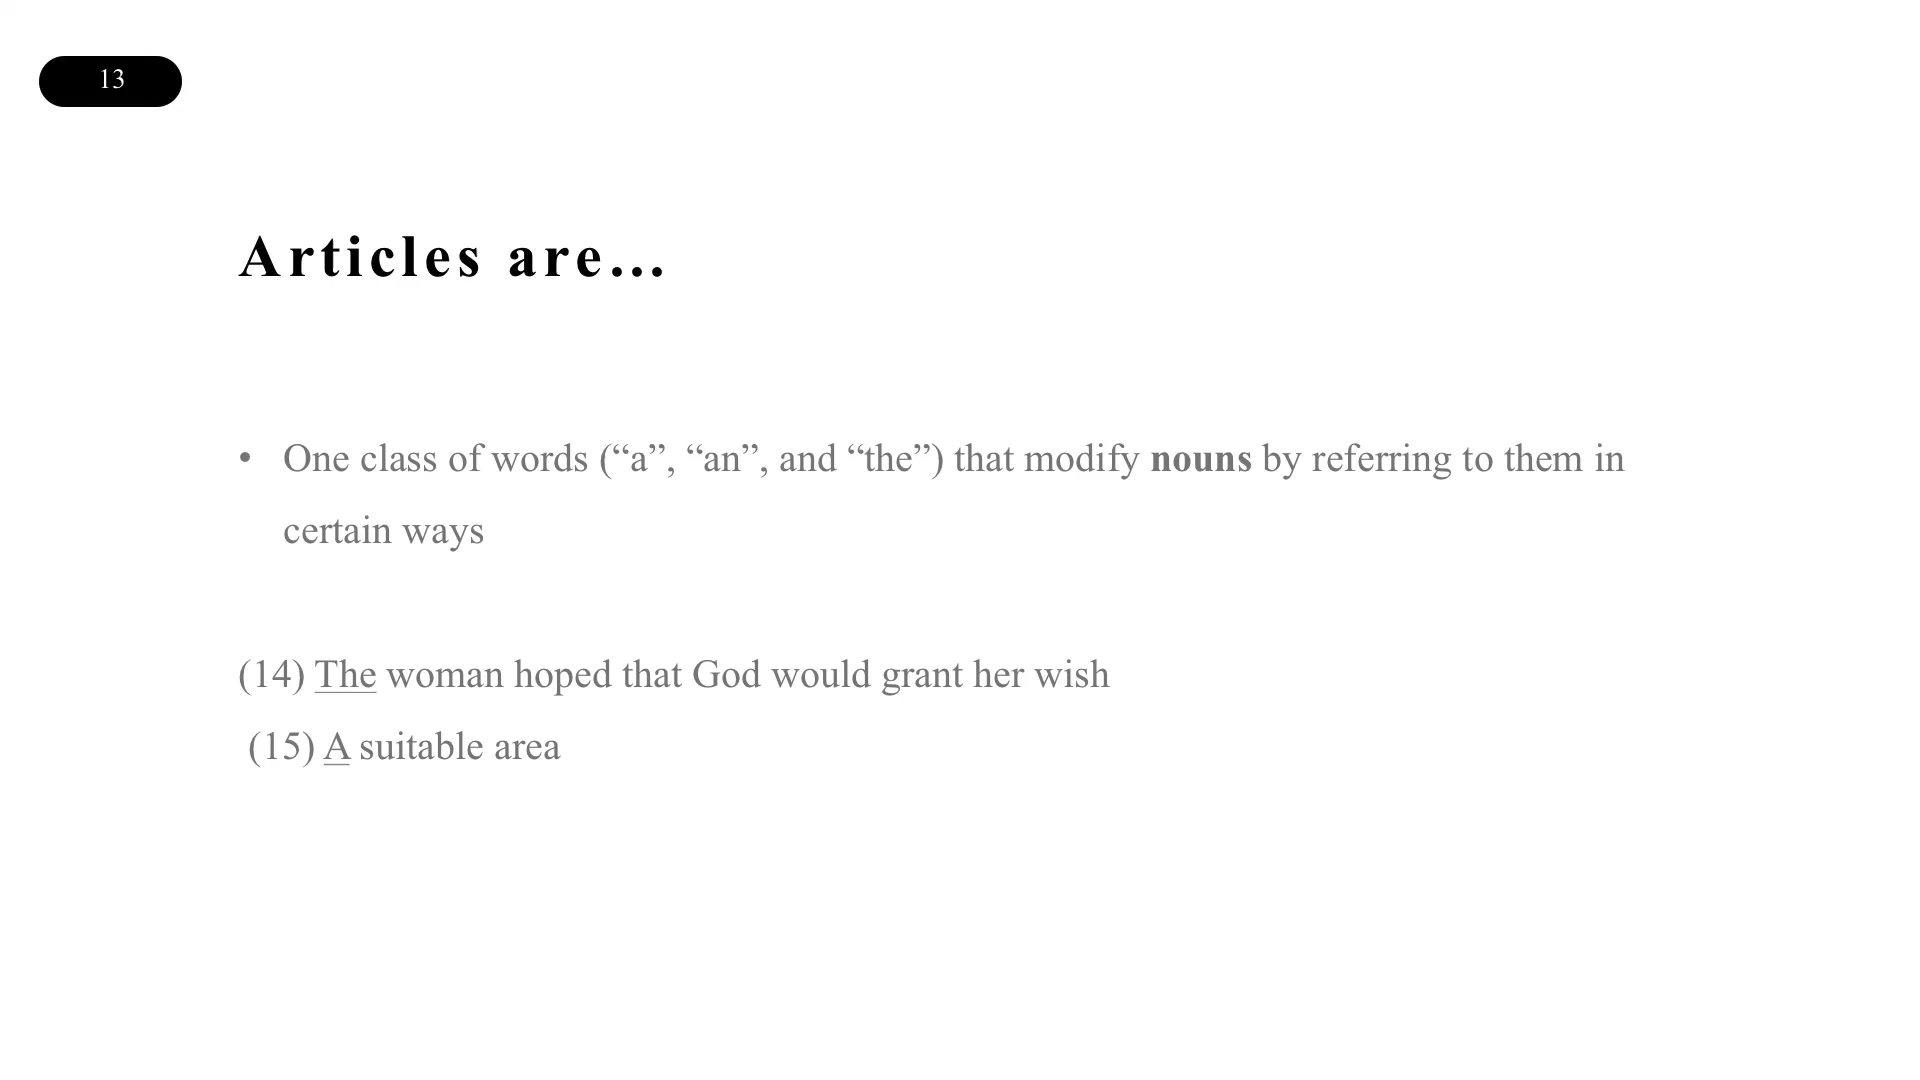 13
Articles are…
• One class of words (“a”, “an”, and “the”) that modify nouns by referring to them in
certain ways
(14) The woman hoped that God would grant her wish
(15) A suitable area